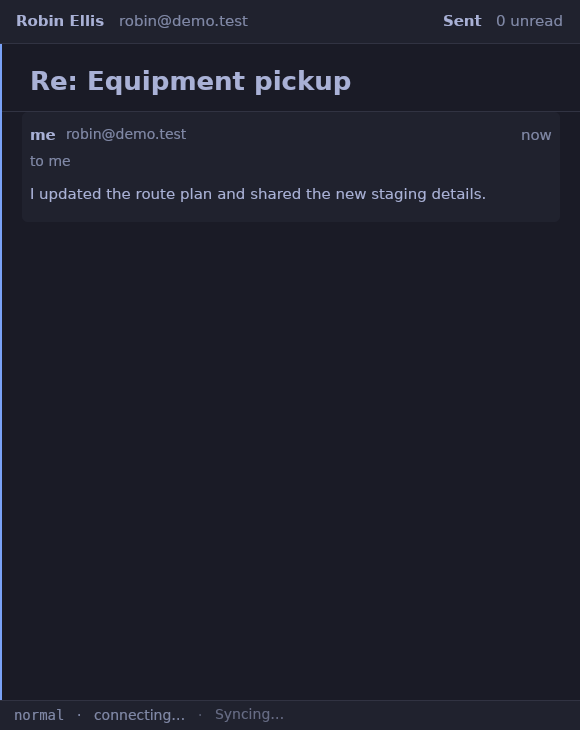 Robin Ellis robin@demo.test Sent 0 unread
Re: Equipment pickup
me robin@demo.test now
to me
I updated the route plan and shared the new staging details.
normal · connecting… · Syncing…